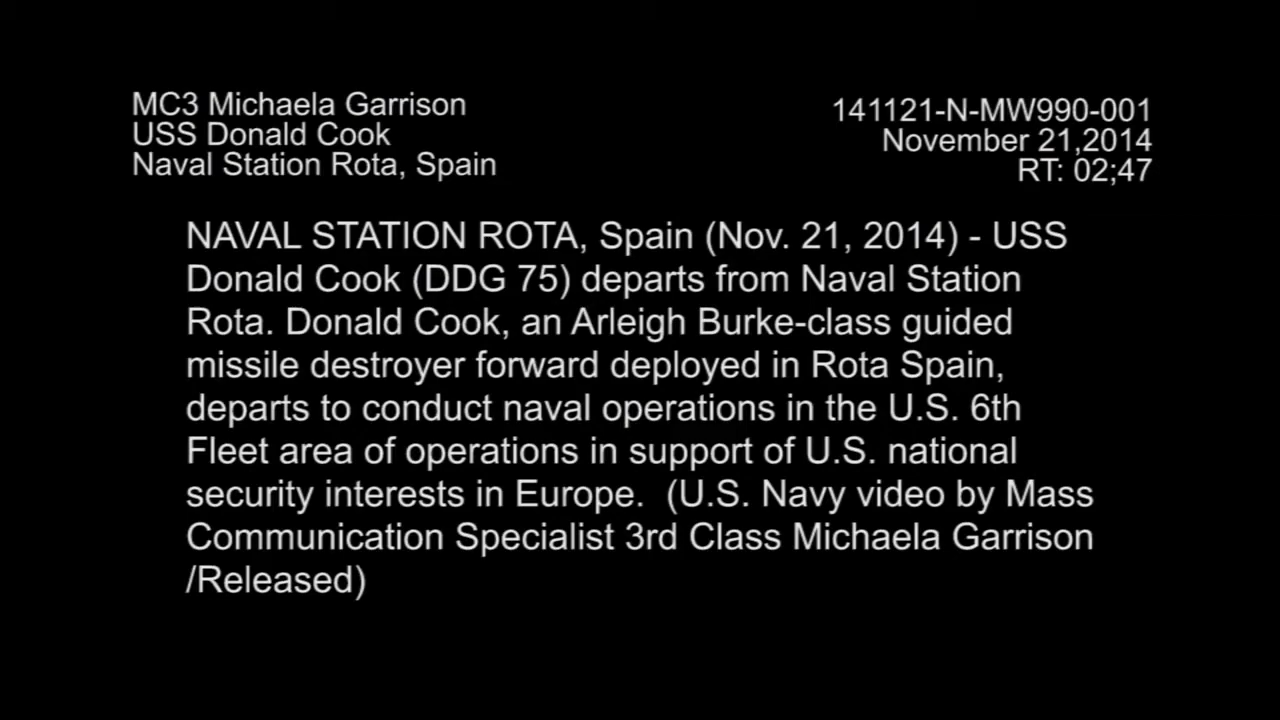 MC3 Michaela Garrison
USS Donald Cook
Naval Station Rota, Spain
141121-N-MW990-001
November 21,2014
RT: 02;47
NAVAL STATION ROTA, Spain (Nov. 21, 2014) - USS
Donald Cook (DDG 75) departs from Naval Station
Rota. Donald Cook, an Arleigh Burke-class guided
missile destroyer forward deployed in Rota Spain,
departs to conduct naval operations in the U.S. 6th
Fleet area of operations in support of U.S. national
security interests in Europe.  (U.S. Navy video by Mass
Communication Specialist 3rd Class Michaela Garrison
/Released)